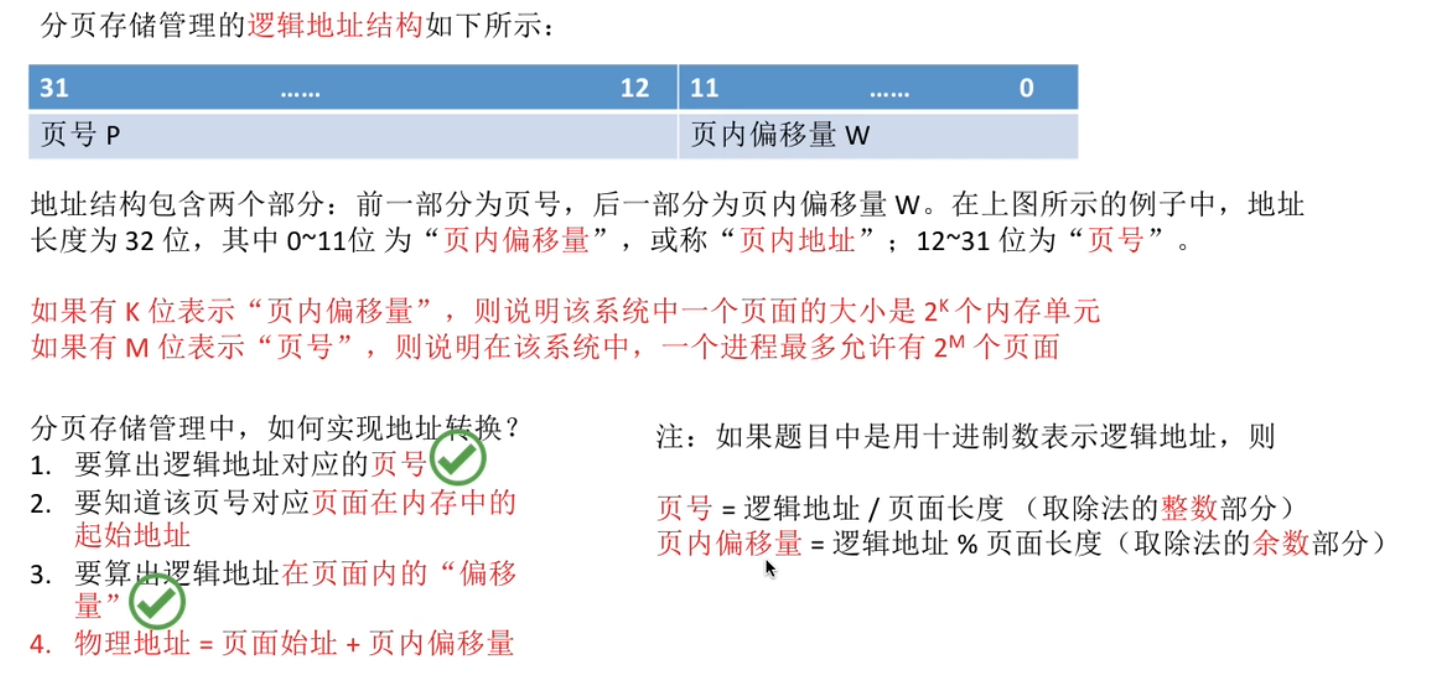 分页存储管理的逻辑地址结构如下所示：
31 …… 12 11 …… 0
页号 P 页内偏移量 W
地址结构包含两个部分：前一部分为页号，后一部分为页内偏移量 W。在上图所示的例子中，地址
长度为 32 位，其中 0~11位 为“页内偏移量”，或称“页内地址”；12~31 位为“页号”。
如果有 K 位表示“页内偏移量”，则说明该系统中一个页面的大小是 2ᴷ 个内存单元
如果有 M 位表示“页号”，则说明在该系统中，一个进程最多允许有 2ᴹ 个页面
分页存储管理中，如何实现地址转换？
1. 要算出逻辑地址对应的页号
2. 要知道该页号对应页面在内存中的
起始地址
3. 要算出逻辑地址在页面内的“偏移
量”
4. 物理地址 = 页面始址 + 页内偏移量
注：如果题目中是用十进制数表示逻辑地址，则
页号 = 逻辑地址 / 页面长度 （取除法的整数部分）
页内偏移量 = 逻辑地址 % 页面长度（取除法的余数部分）